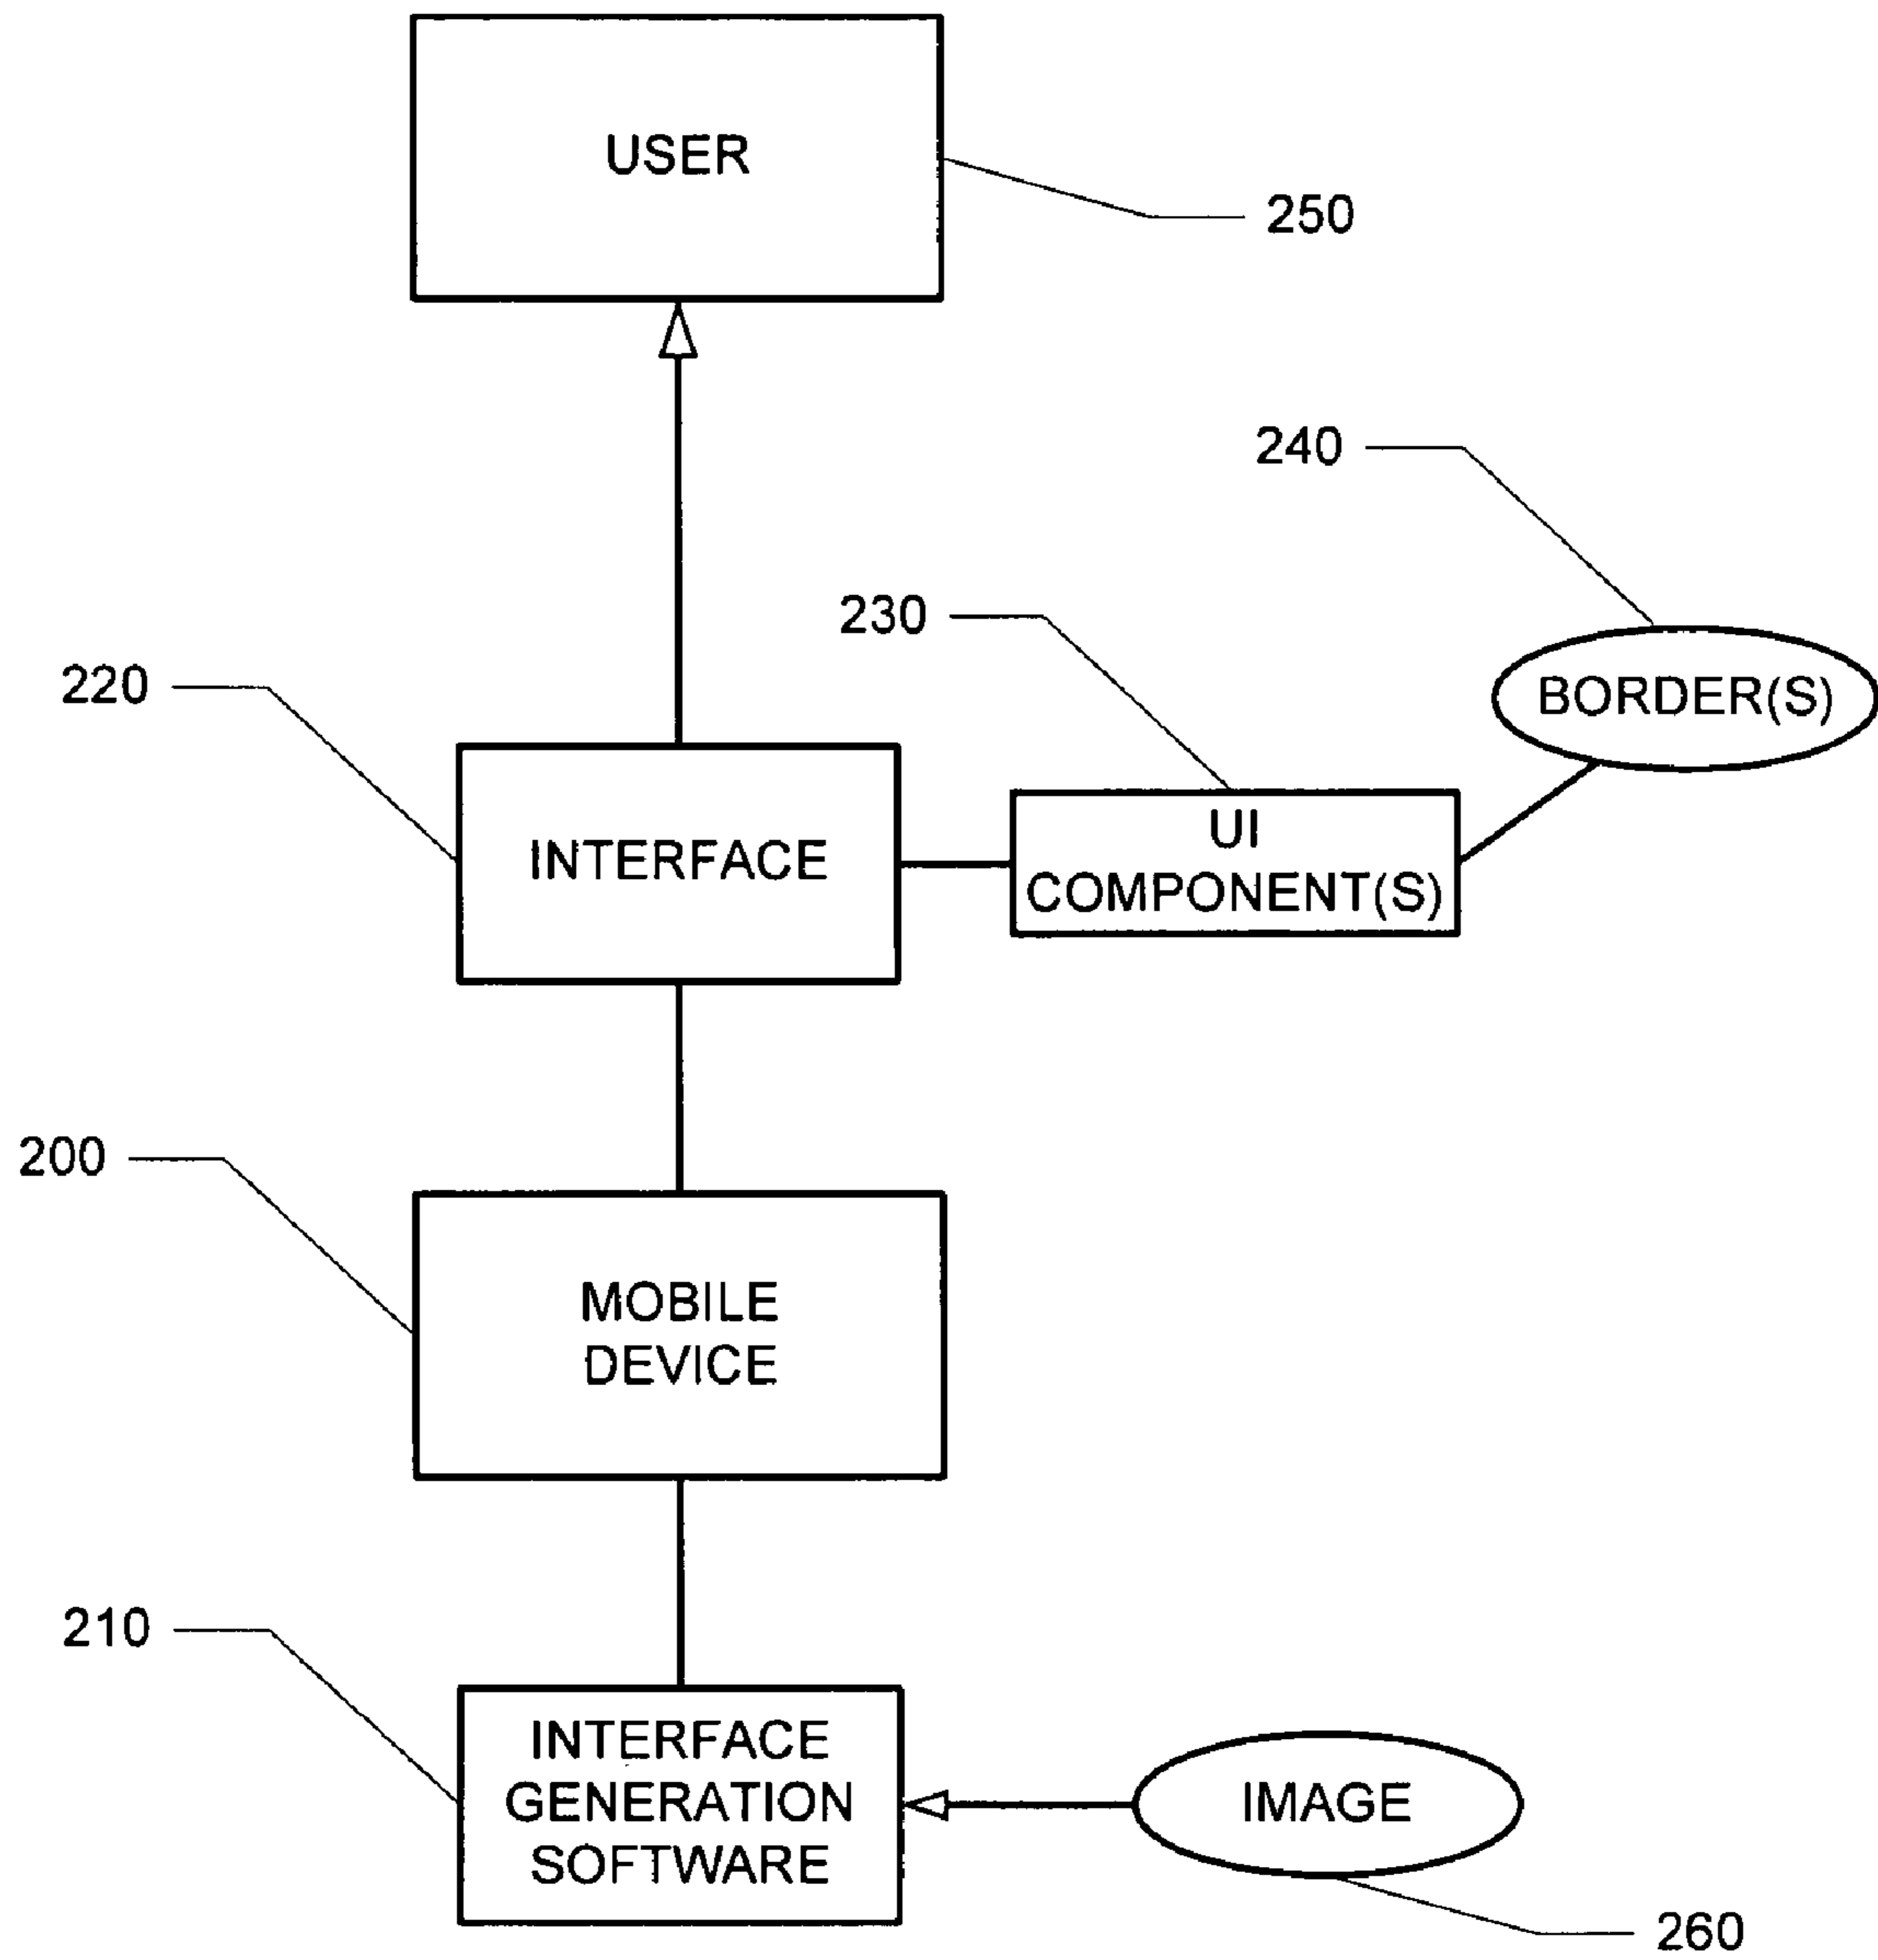 USER
250
240
230
BORDER(S)
220
UI
COMPONENT(S)
INTERFACE
200
MOBILE
DEVICE
210
INTERFACE
GENERATION
SOFTWARE
IMAGE
260